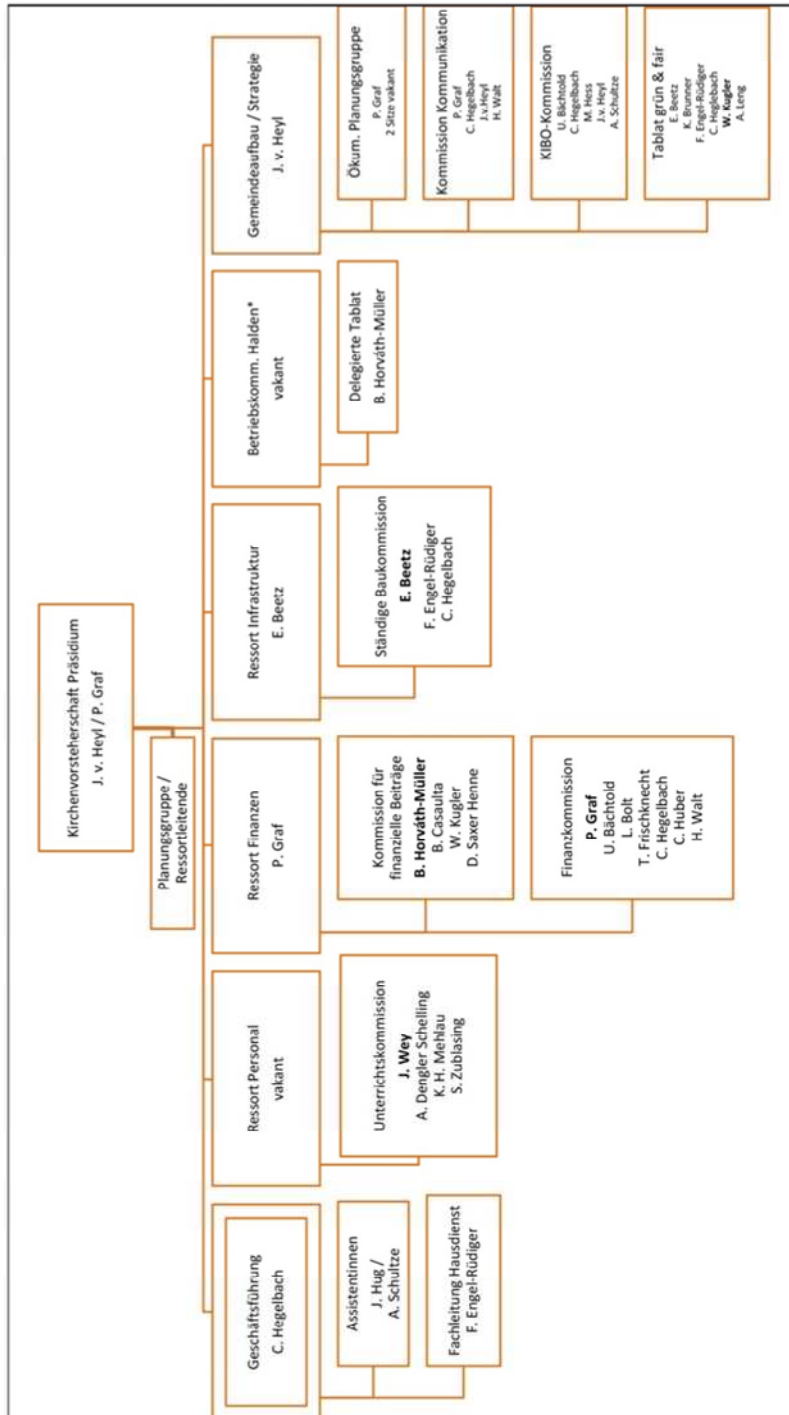 Kirchenvorsteherschaft Präsidium
J. v. Heyl / P. Graf
Planungsgruppe /
Ressortleitende
Geschäftsführung
C. Hegelbach
Assistentinnen
J. Hug /
A. Schultze
Fachleitung Hausdienst
F. Engel-Rüdiger
Ressort Personal
vakant
Unterrichtskommission
J. Wey
A. Dengler Schelling
K. H. Mehlau
S. Zublasing
Ressort Finanzen
P. Graf
Kommission für
finanzielle Beiträge
B. Horváth-Müller
B. Casaulta
W. Kugler
D. Saxer Henne
Finanzkommission
P. Graf
U. Bächtold
L. Bolt
T. Frischknecht
C. Hegelbach
C. Huber
H. Walt
Ressort Infrastruktur
E. Beetz
Ständige Baukommission
E. Beetz
F. Engel-Rüdiger
C. Hegelbach
Betriebskomm. Halden*
vakant
Delegierte Tablat
B. Horváth-Müller
Gemeindeaufbau / Strategie
J. v. Heyl
Ökum. Planungsgruppe
P. Graf
2 Sitze vakant
Kommission Kommunikation
P. Graf
C. Hegelbach
J.v.Heyl
H. Walt
KIBO-Kommission
U. Bächtold
C. Hegelbach
M. Hess
J.v. Heyl
A. Schultze
Tablat grün & fair
E. Beetz
K. Brunner
F. Engel-Rüdiger
C. Heglebach
W. Kugler
A. Leng